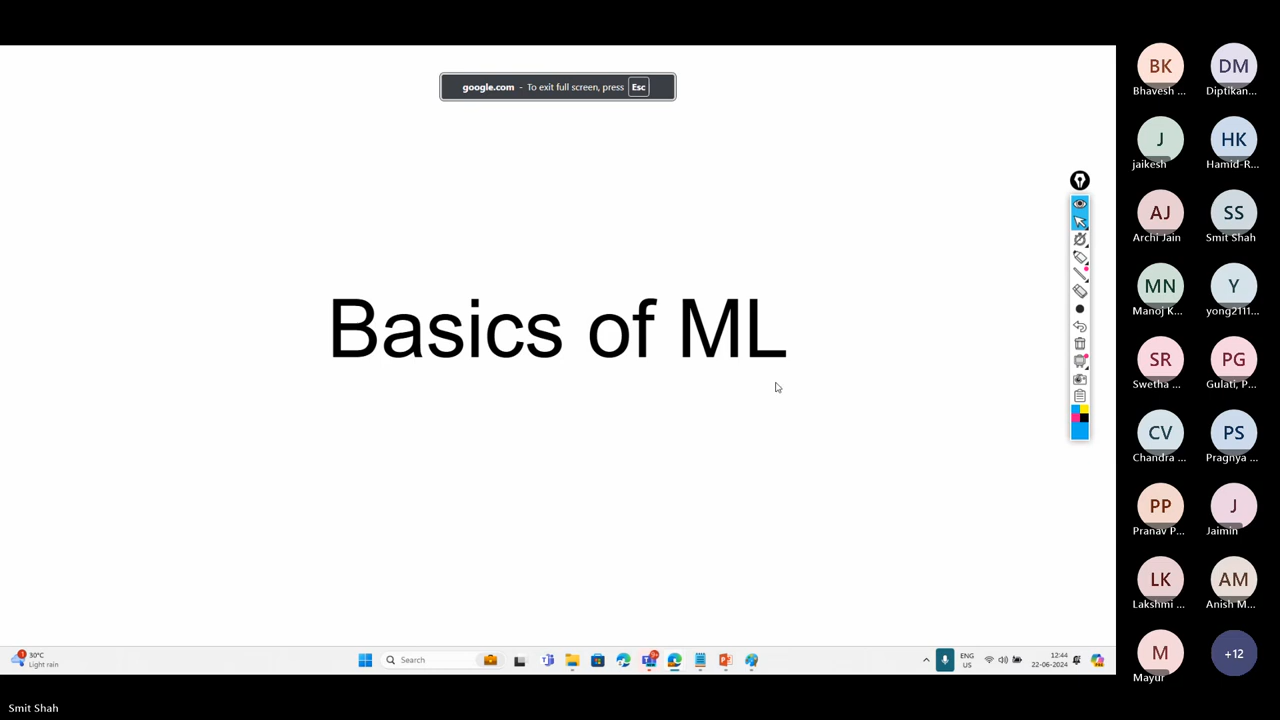 google.com - To exit full screen, press Esc
Basics of ML
BK
Bhavesh ...
DM
Diptikan...
J
jaikesh
HK
Hamid-R...
AJ
Archi Jain
SS
Smit Shah
MN
Manoj K...
Y
yong2111...
SR
Swetha ...
PG
Gulati, P...
CV
Chandra ...
PS
Pragnya ...
PP
Pranav P...
J
Jaimin
LK
Lakshmi ...
AM
Anish M...
M
Mayur
+12
30°C
Light rain
Search
ENG
US
12:44
22-06-2024
Smit Shah